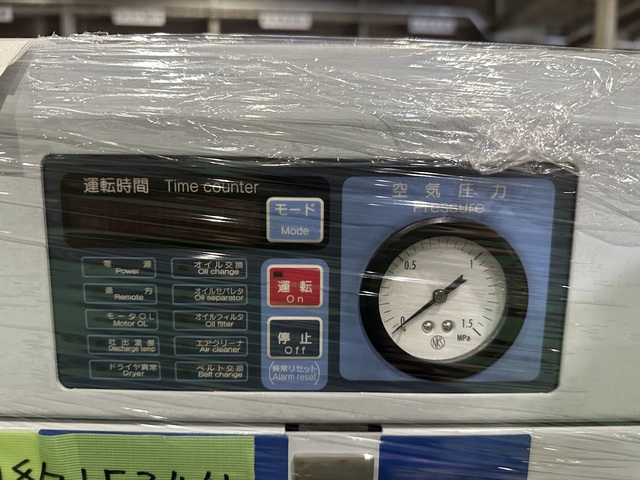 運転時間 Time counter
モード
Mode
電源
Power
オイル交換
Oil change
遠方
Remote
オイルセパレタ
Oil separator
モータOL
Motor OL
オイルフィルタ
Oil filter
吐出温度
Discharge temp
エアクリーナ
Air cleaner
ドライヤ異常
Dryer
ベルト交換
Belt change
運転
On
停止
Off
異常リセット
Alarm reset
空気圧力
Pressure
0.5
1
0
1.5
MPa